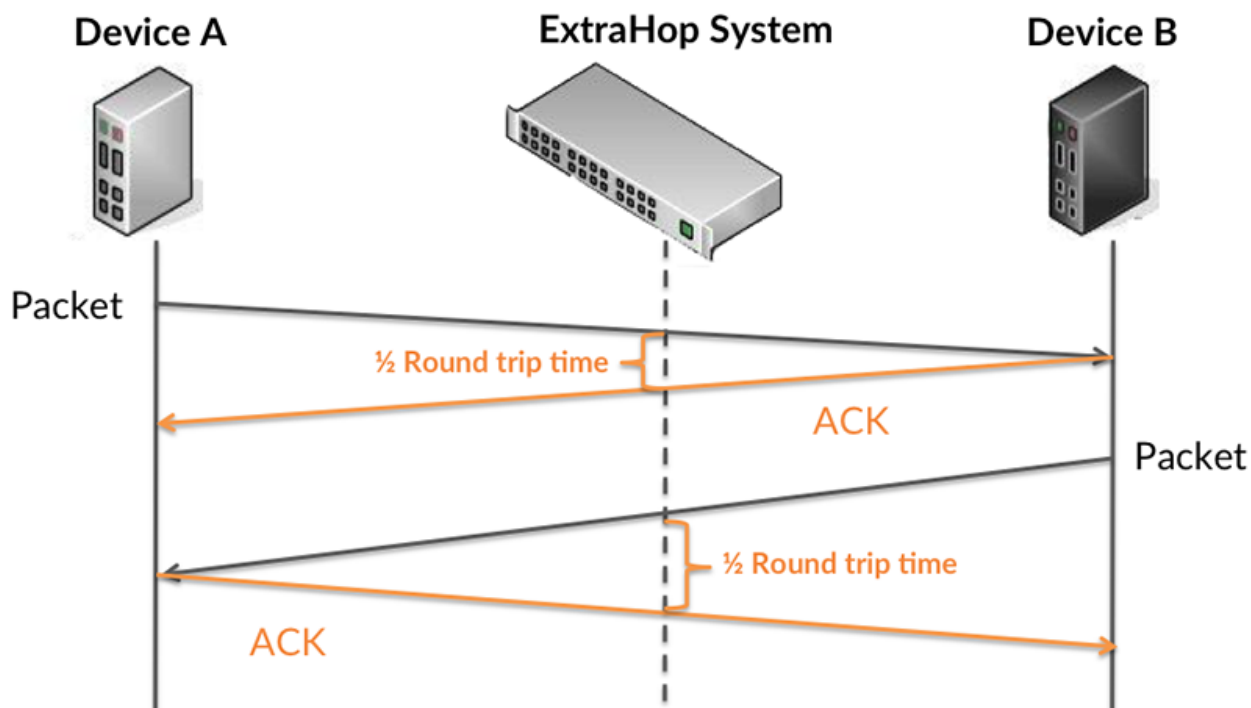 Device A
ExtraHop System
Device B
Packet
½ Round trip time
ACK
Packet
½ Round trip time
ACK